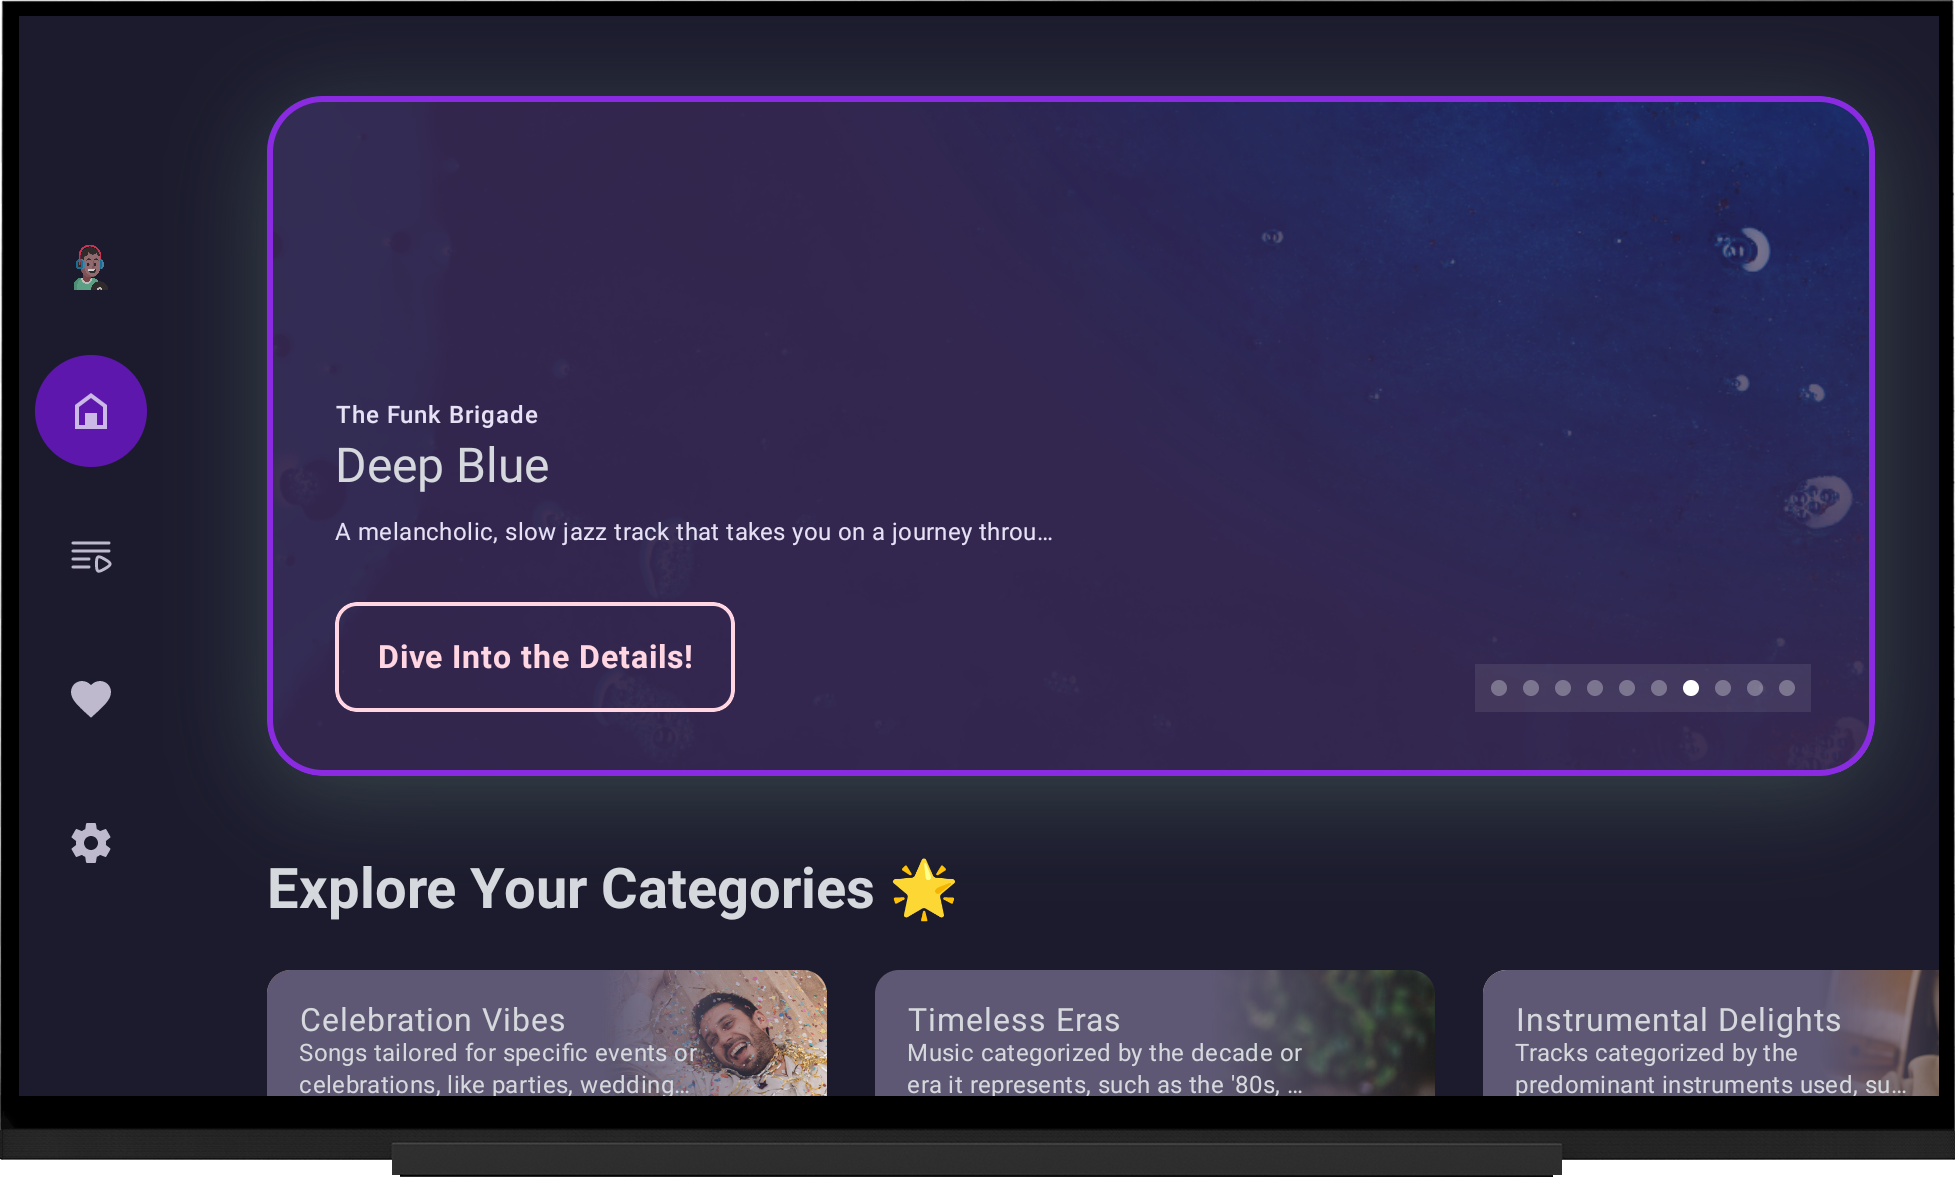 The Funk Brigade
Deep Blue
A melancholic, slow jazz track that takes you on a journey throu…
Dive Into the Details!
Explore Your Categories 🌟
Celebration Vibes
Songs tailored for specific events or
celebrations, like parties, wedding…
Timeless Eras
Music categorized by the decade or
era it represents, such as the '80s, …
Instrumental Delights
Tracks categorized by the
predominant instruments used, su…